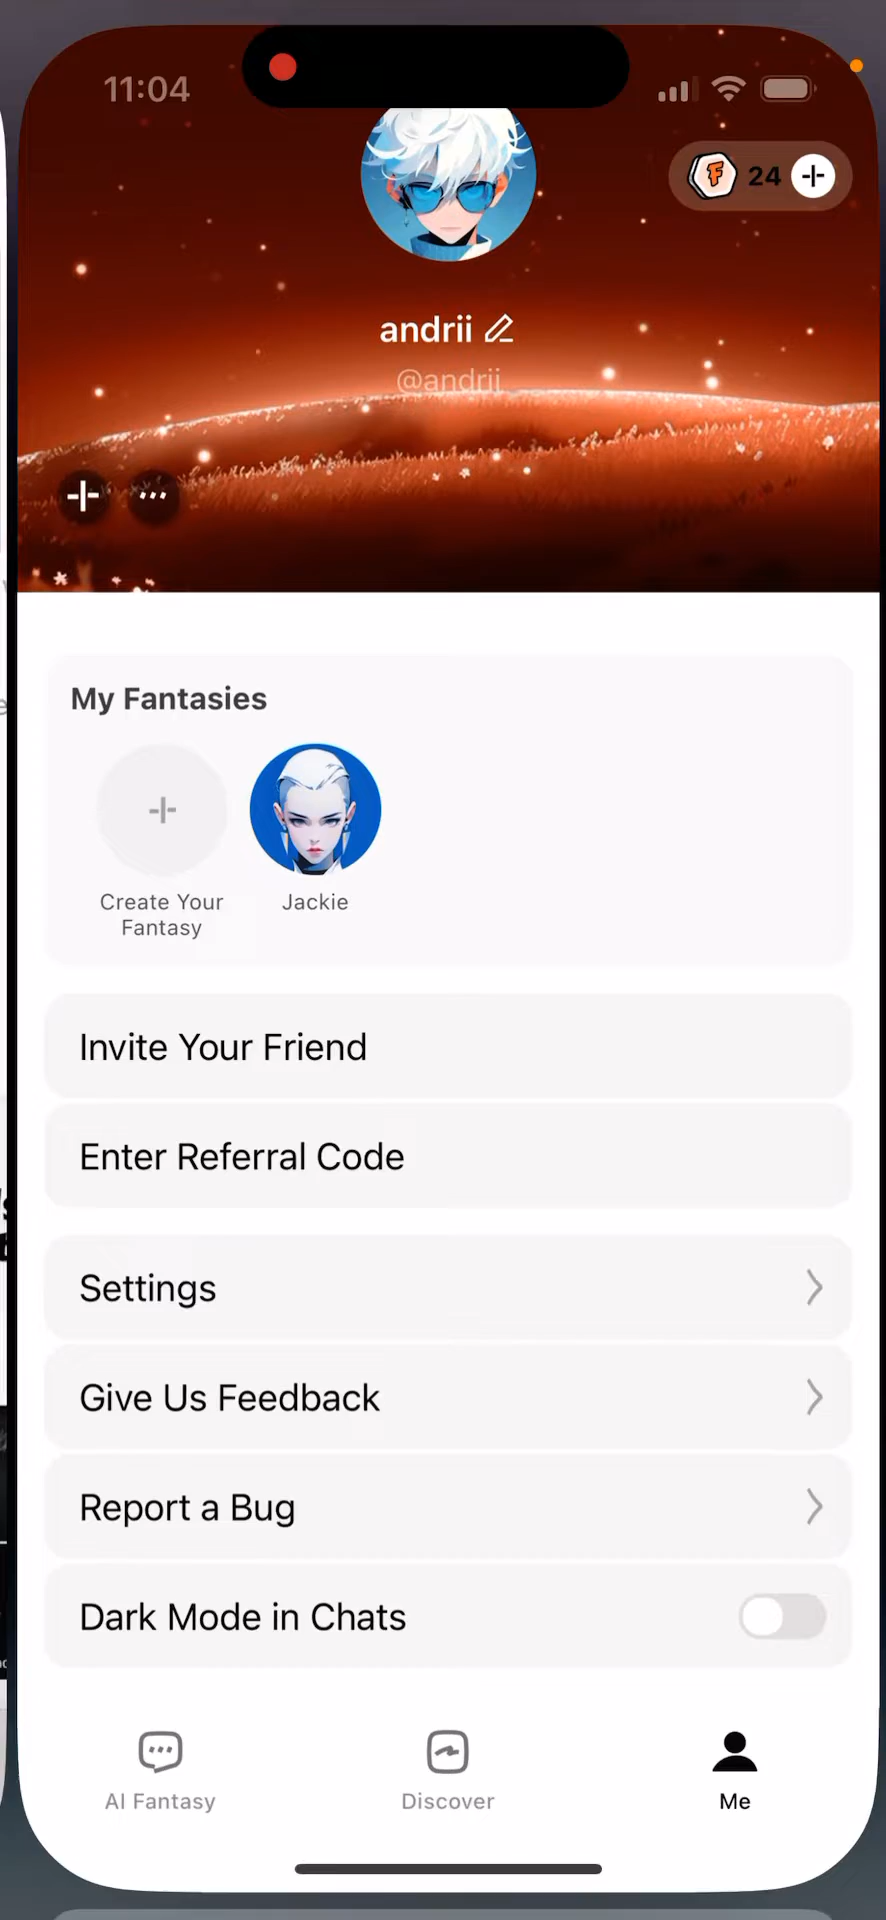 11:04
F 24
andrii
@andrii
My Fantasies
Create Your
Fantasy
Jackie
Invite Your Friend
Enter Referral Code
Settings
Give Us Feedback
Report a Bug
Dark Mode in Chats
AI Fantasy
Discover
Me